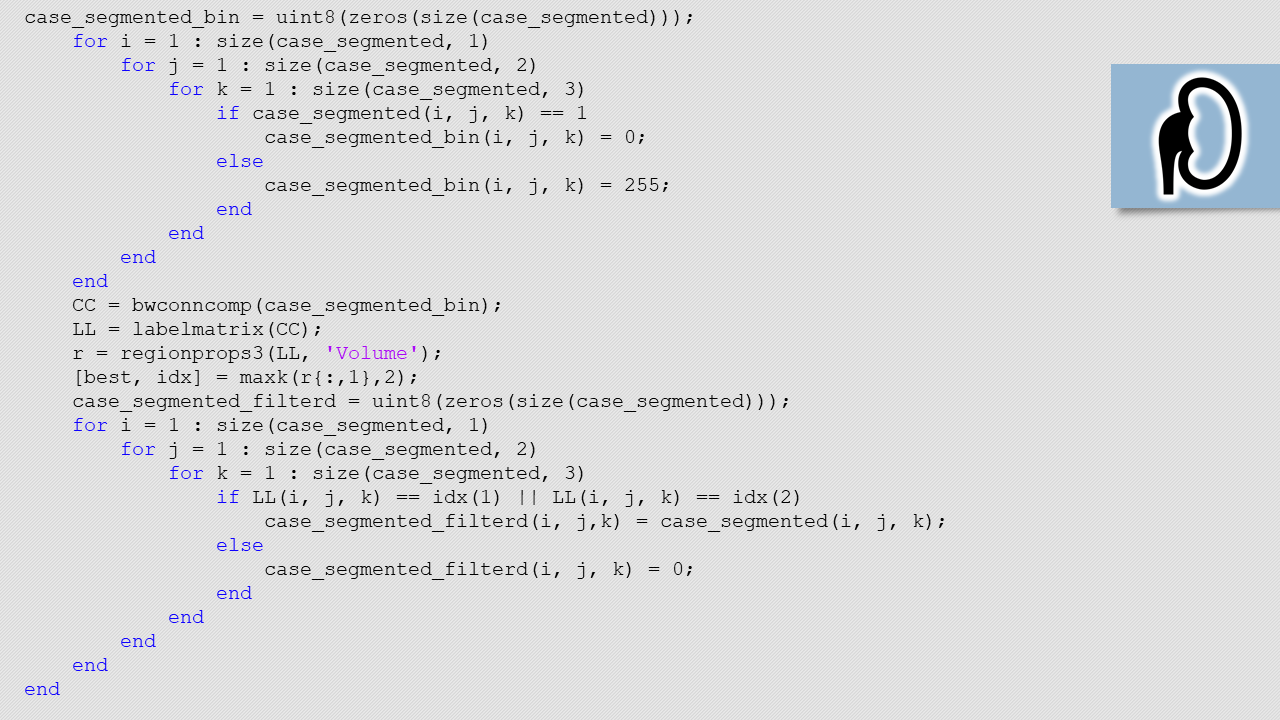 case_segmented_bin = uint8(zeros(size(case_segmented)));
for i = 1 : size(case_segmented, 1)
for j = 1 : size(case_segmented, 2)
for k = 1 : size(case_segmented, 3)
if case_segmented(i, j, k) == 1
case_segmented_bin(i, j, k) = 0;
else
case_segmented_bin(i, j, k) = 255;
end
end
end
end
CC = bwconncomp(case_segmented_bin);
LL = labelmatrix(CC);
r = regionprops3(LL, 'Volume');
[best, idx] = maxk(r{:,1},2);
case_segmented_filterd = uint8(zeros(size(case_segmented)));
for i = 1 : size(case_segmented, 1)
for j = 1 : size(case_segmented, 2)
for k = 1 : size(case_segmented, 3)
if LL(i, j, k) == idx(1) || LL(i, j, k) == idx(2)
case_segmented_filterd(i, j,k) = case_segmented(i, j, k);
else
case_segmented_filterd(i, j, k) = 0;
end
end
end
end
end